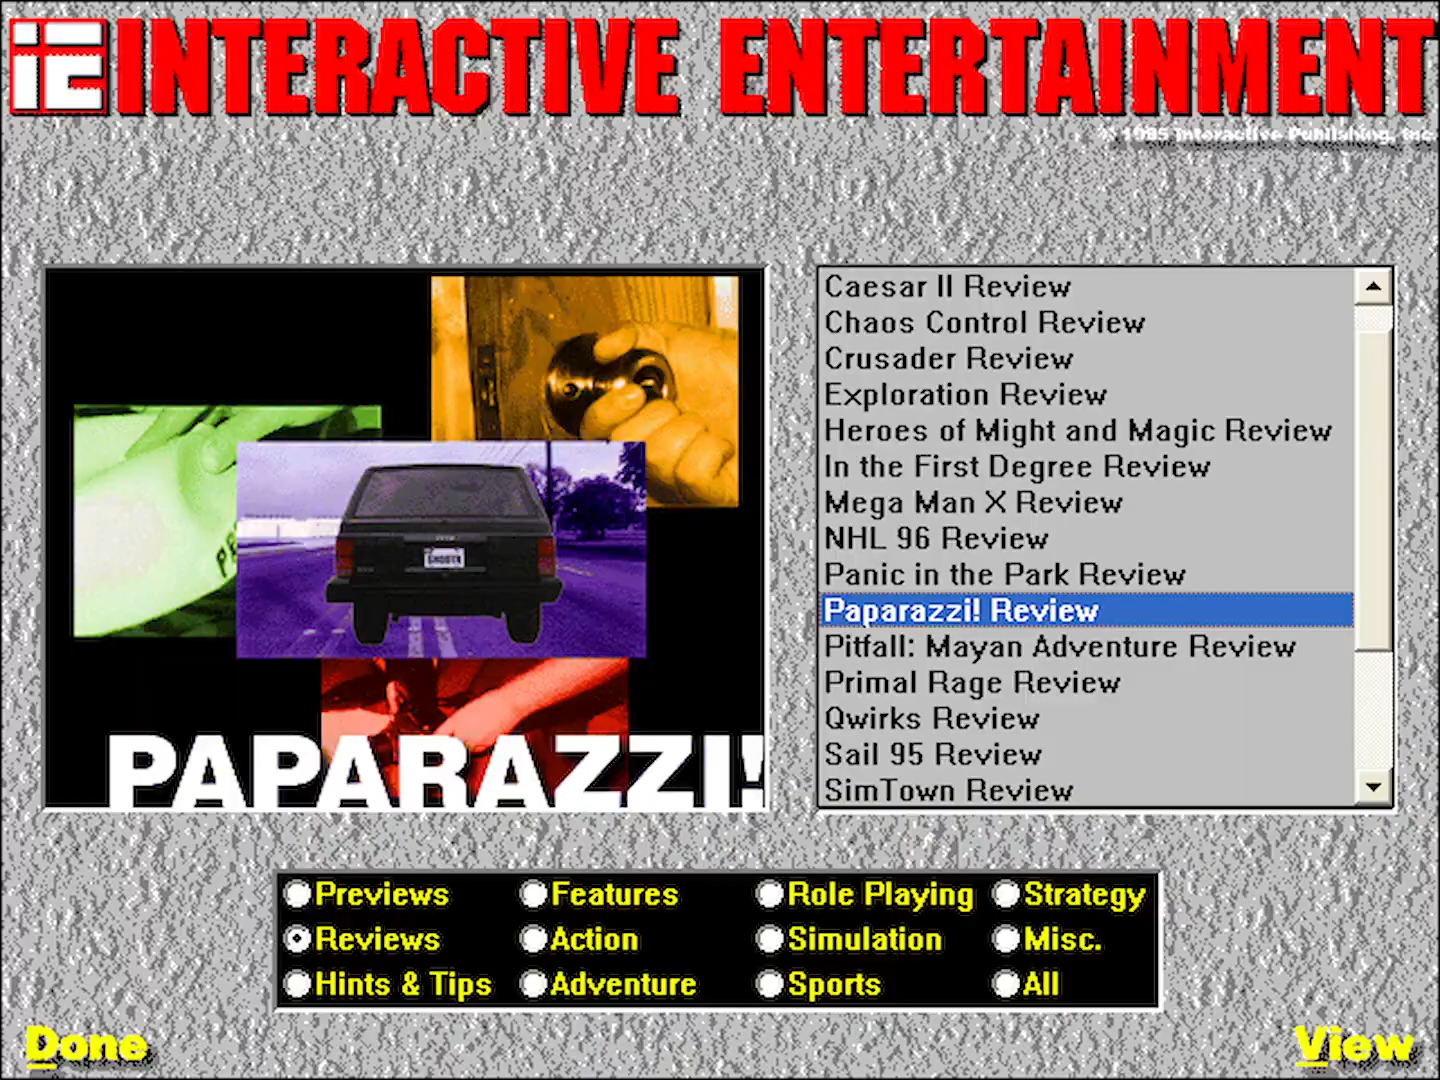 iE INTERACTIVE ENTERTAINMENT
© 1995 Interactive Publishing, Inc.
Caesar II Review
Chaos Control Review
Crusader Review
Exploration Review
Heroes of Might and Magic Review
In the First Degree Review
Mega Man X Review
NHL 96 Review
Panic in the Park Review
Paparazzi! Review
Pitfall: Mayan Adventure Review
Primal Rage Review
Qwirks Review
Sail 95 Review
SimTown Review
PAPARAZZI!
Previews Features Role Playing Strategy
Reviews Action Simulation Misc.
Hints & Tips Adventure Sports All
Done View